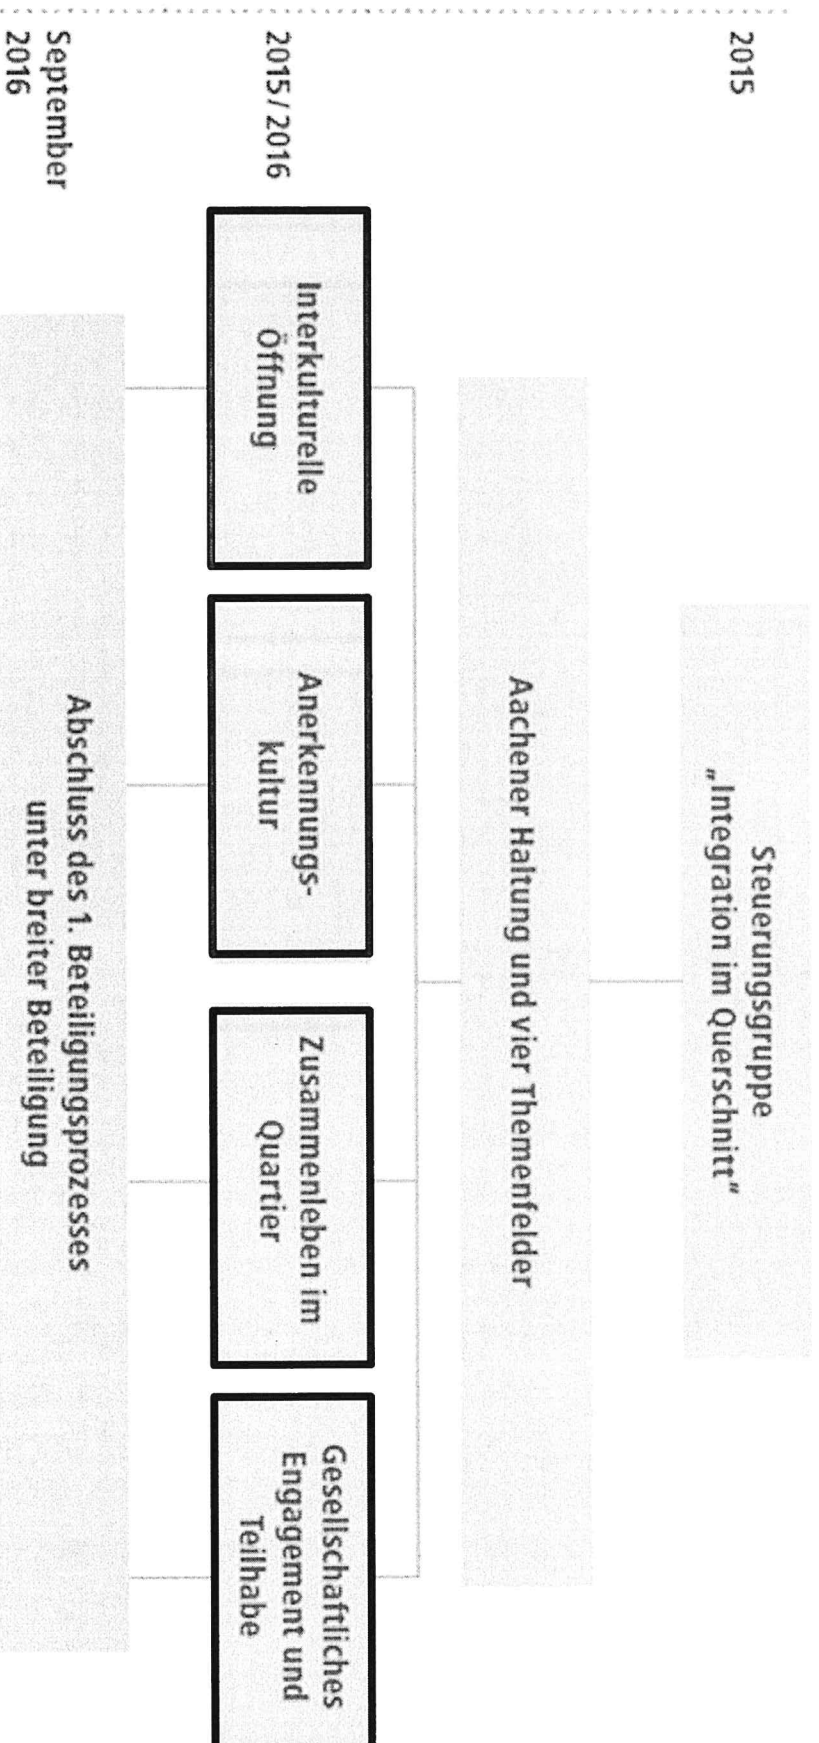 2015
Steuerungsgruppe
„Integration im Querschnitt“
Aachener Haltung und vier Themenfelder
2015/2016
Interkulturelle
Öffnung
Anerkennungs-
kultur
Zusammenleben im
Quartier
Gesellschaftliches
Engagement und
Teilhabe
September
2016
Abschluss des 1. Beteiligungsprozesses
unter breiter Beteiligung